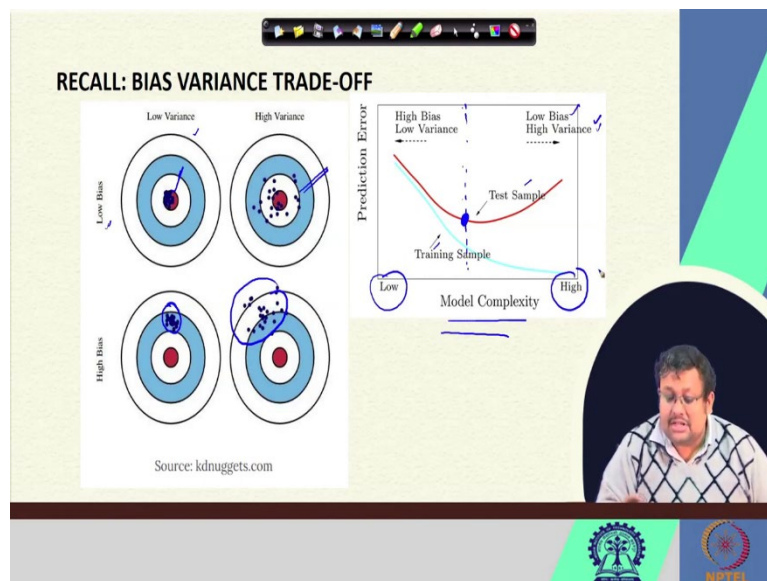 RECALL: BIAS VARIANCE TRADE-OFF
Low Variance
High Variance
Low Bias
High Bias
Source: kdnuggets.com
Prediction Error
High Bias
Low Variance
Low Bias
High Variance
Test Sample
Training Sample
Low
High
Model Complexity
NPTEL